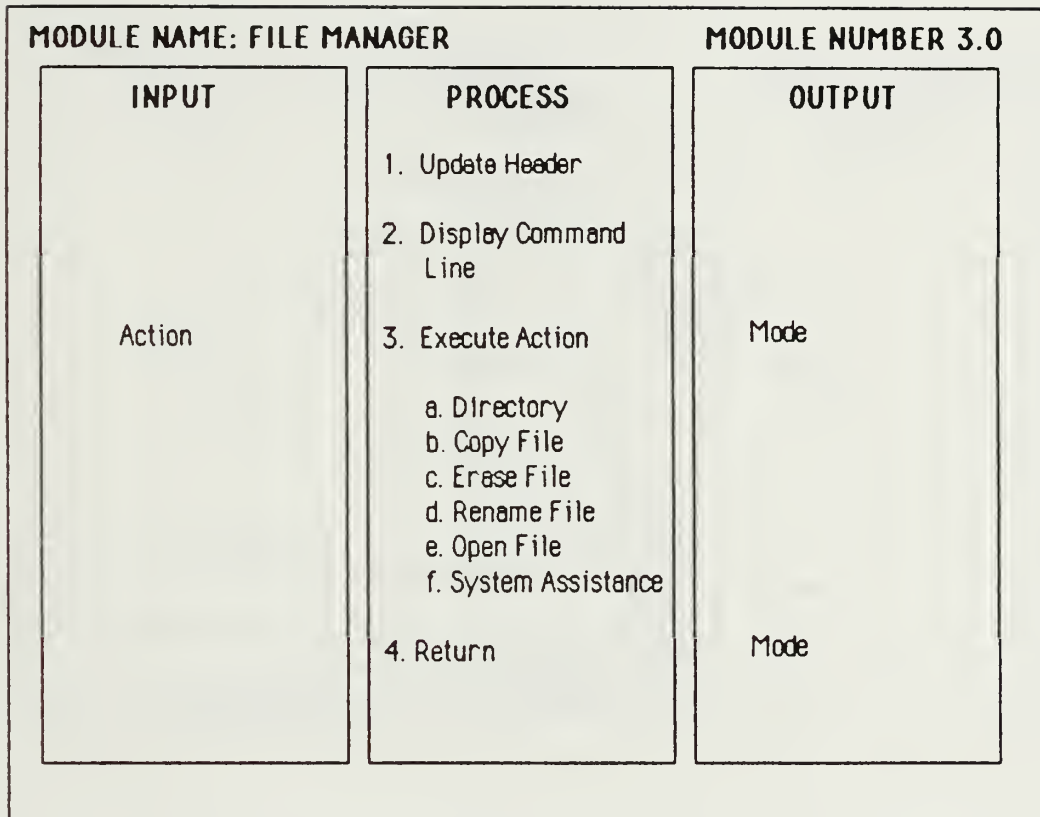 MODULE NAME: FILE MANAGER MODULE NUMBER 3.0
INPUT PROCESS OUTPUT
1. Update Header
2. Display Command
Line
Action 3. Execute Action Mode
a. Directory
b. Copy File
c. Erase File
d. Rename File
e. Open File
f. System Assistance
4. Return Mode